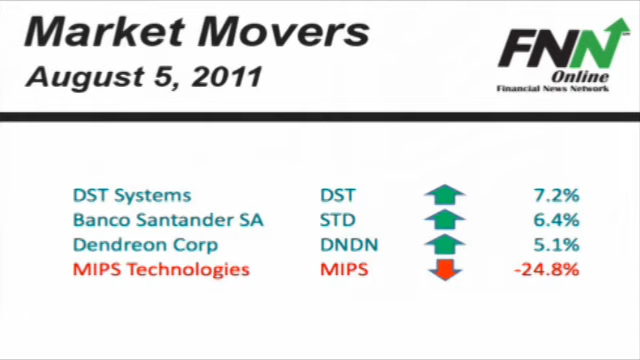 Market Movers
August 5, 2011
FNN
Online
Financial News Network
DST Systems DST 7.2%
Banco Santander SA STD 6.4%
Dendreon Corp DNDN 5.1%
MIPS Technologies MIPS -24.8%